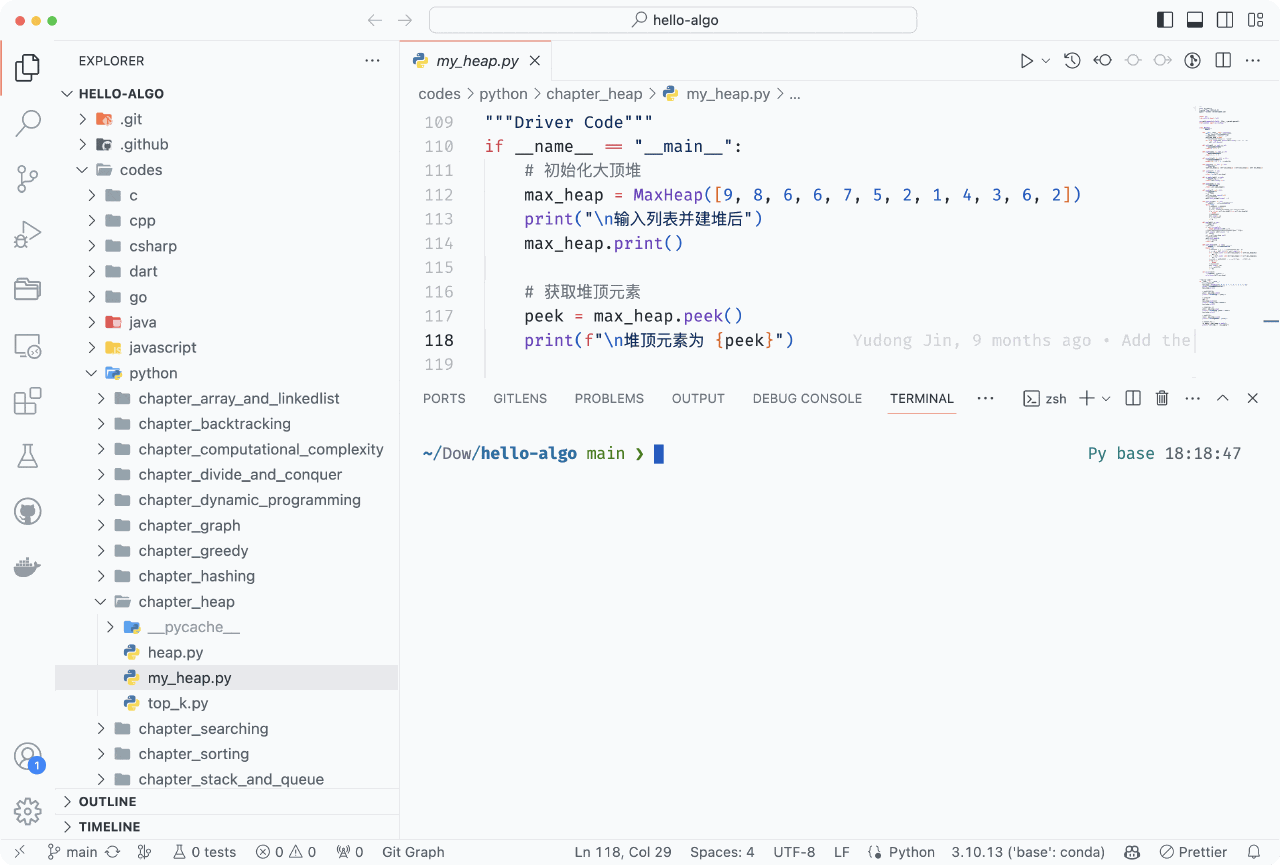 hello-algo
EXPLORER
HELLO-ALGO
.git
.github
codes
c
cpp
csharp
dart
go
java
javascript
python
chapter_array_and_linkedlist
chapter_backtracking
chapter_computational_complexity
chapter_divide_and_conquer
chapter_dynamic_programming
chapter_graph
chapter_greedy
chapter_hashing
chapter_heap
__pycache__
heap.py
my_heap.py
top_k.py
chapter_searching
chapter_sorting
chapter_stack_and_queue
OUTLINE
TIMELINE
1
my_heap.py
codes > python > chapter_heap > my_heap.py > ...
109 """Driver Code"""
110 if __name__ == "__main__":
111 # 初始化大顶堆
112 max_heap = MaxHeap([9, 8, 6, 6, 7, 5, 2, 1, 4, 3, 6, 2])
113 print("\n输入列表并建堆后")
114 max_heap.print()
115
116 # 获取堆顶元素
117 peek = max_heap.peek()
118 print(f"\n堆顶元素为 {peek}") Yudong Jin, 9 months ago • Add the
119
PORTS GITLENS PROBLEMS OUTPUT DEBUG CONSOLE TERMINAL zsh
~/Dow/hello-algo main ❯ Py base 18:18:47
main 0 tests 0 0 0 Git Graph Ln 118, Col 29 Spaces: 4 UTF-8 LF Python 3.10.13 ('base': conda) Prettier